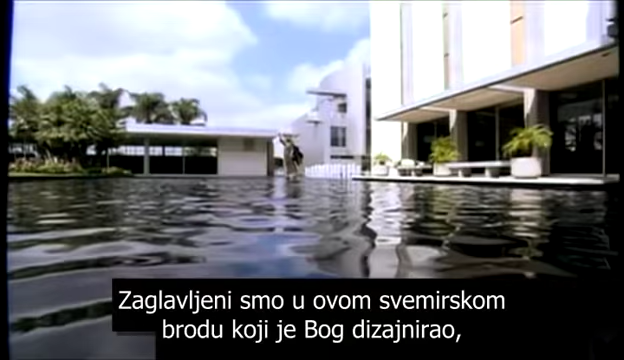 Zaglavljeni smo u ovom svemirskom
brodu koji je Bog dizajnirao,